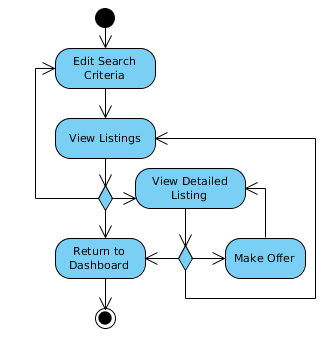 Edit Search
Criteria
View Listings
View Detailed
Listing
Return to
Dashboard
Make Offer